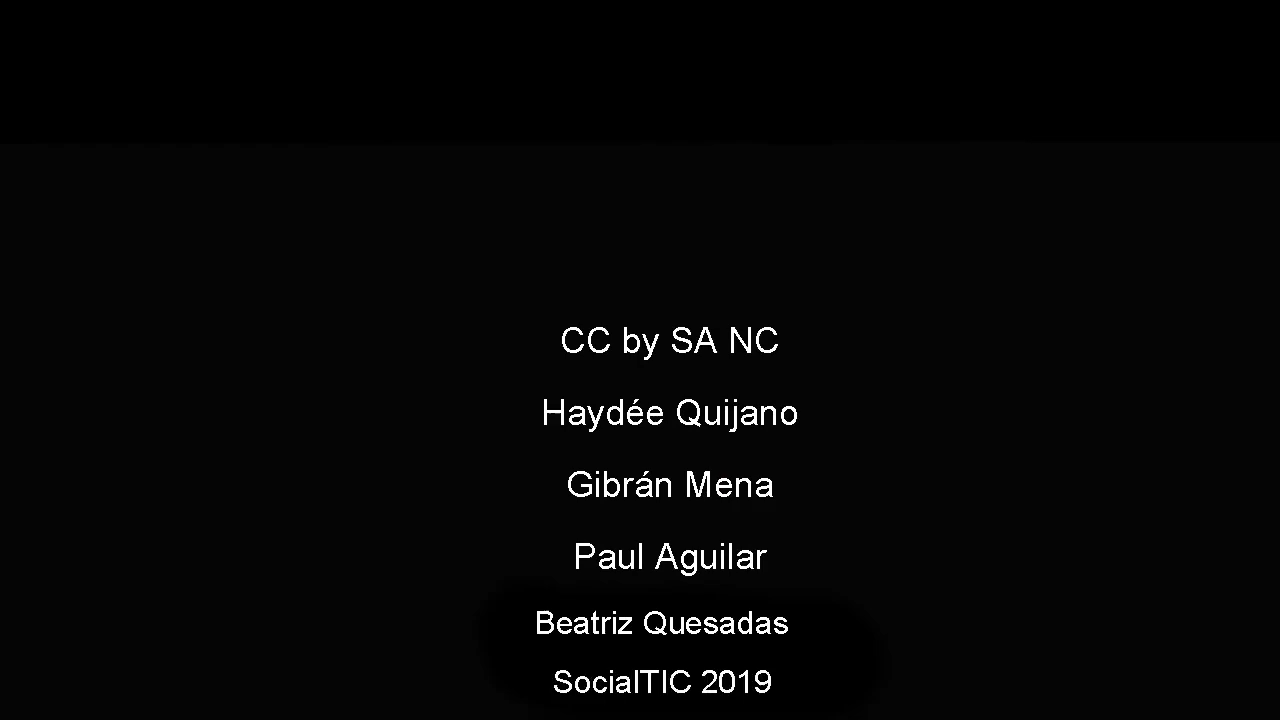 CC by SA NC
Haydée Quijano
Gibrán Mena
Paul Aguilar
Beatriz Quesadas
SocialTIC 2019